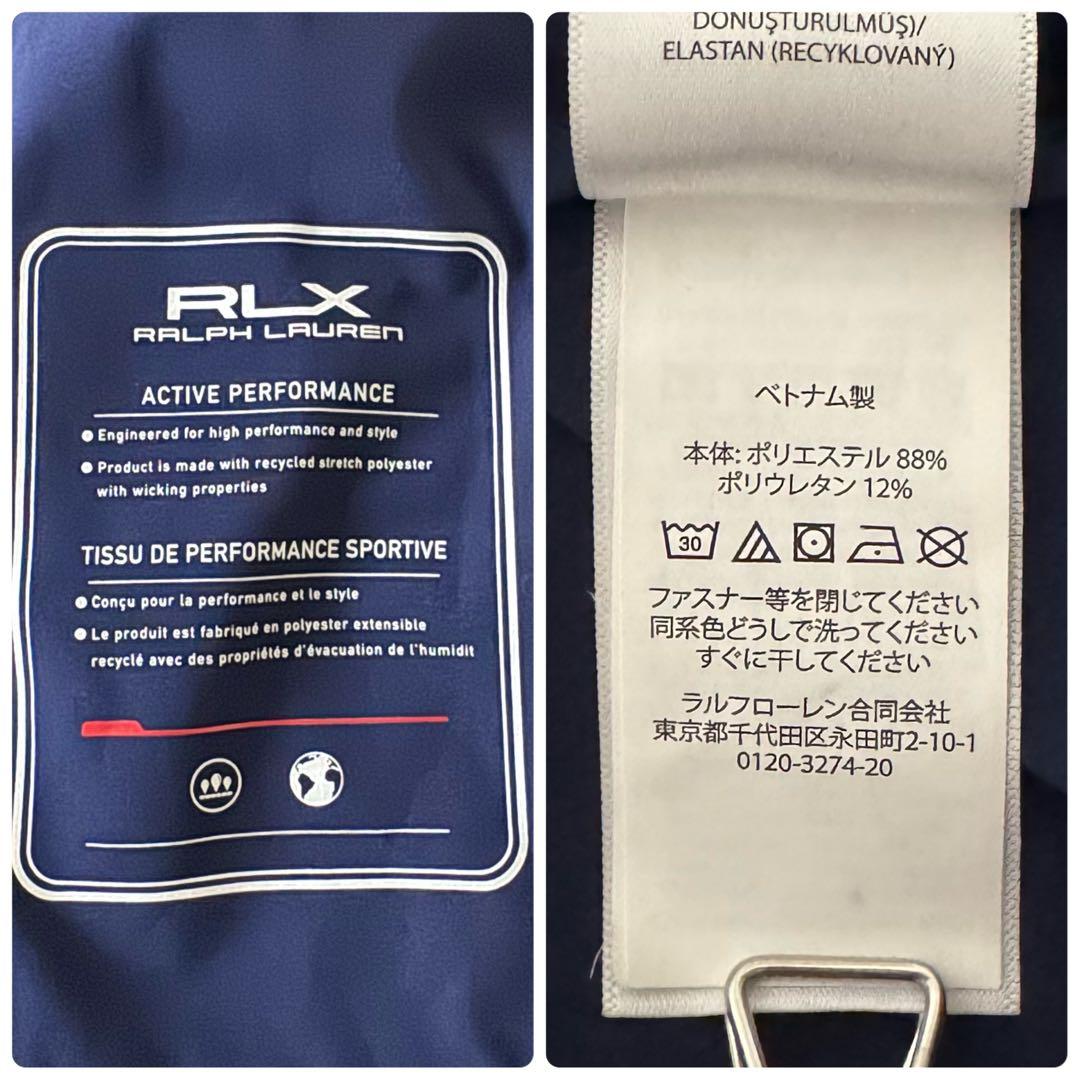 RLX
RALPH LAUREN
ACTIVE PERFORMANCE
Engineered for high performance and style
Product is made with recycled stretch polyester
with wicking properties
TISSU DE PERFORMANCE SPORTIVE
Conçu pour la performance et le style
Le produit est fabriqué en polyester extensible
recyclé avec des propriétés d'évacuation de l'humidit
DÖNÜŞTÜRÜLMÜŞ)/
ELASTAN (RECYKLOVANÝ)
ベトナム製
本体: ポリエステル 88%
ポリウレタン 12%
30
ファスナー等を閉じてください
同系色どうしで洗ってください
すぐに干してください
ラルフローレン合同会社
東京都千代田区永田町2-10-1
0120-3274-20